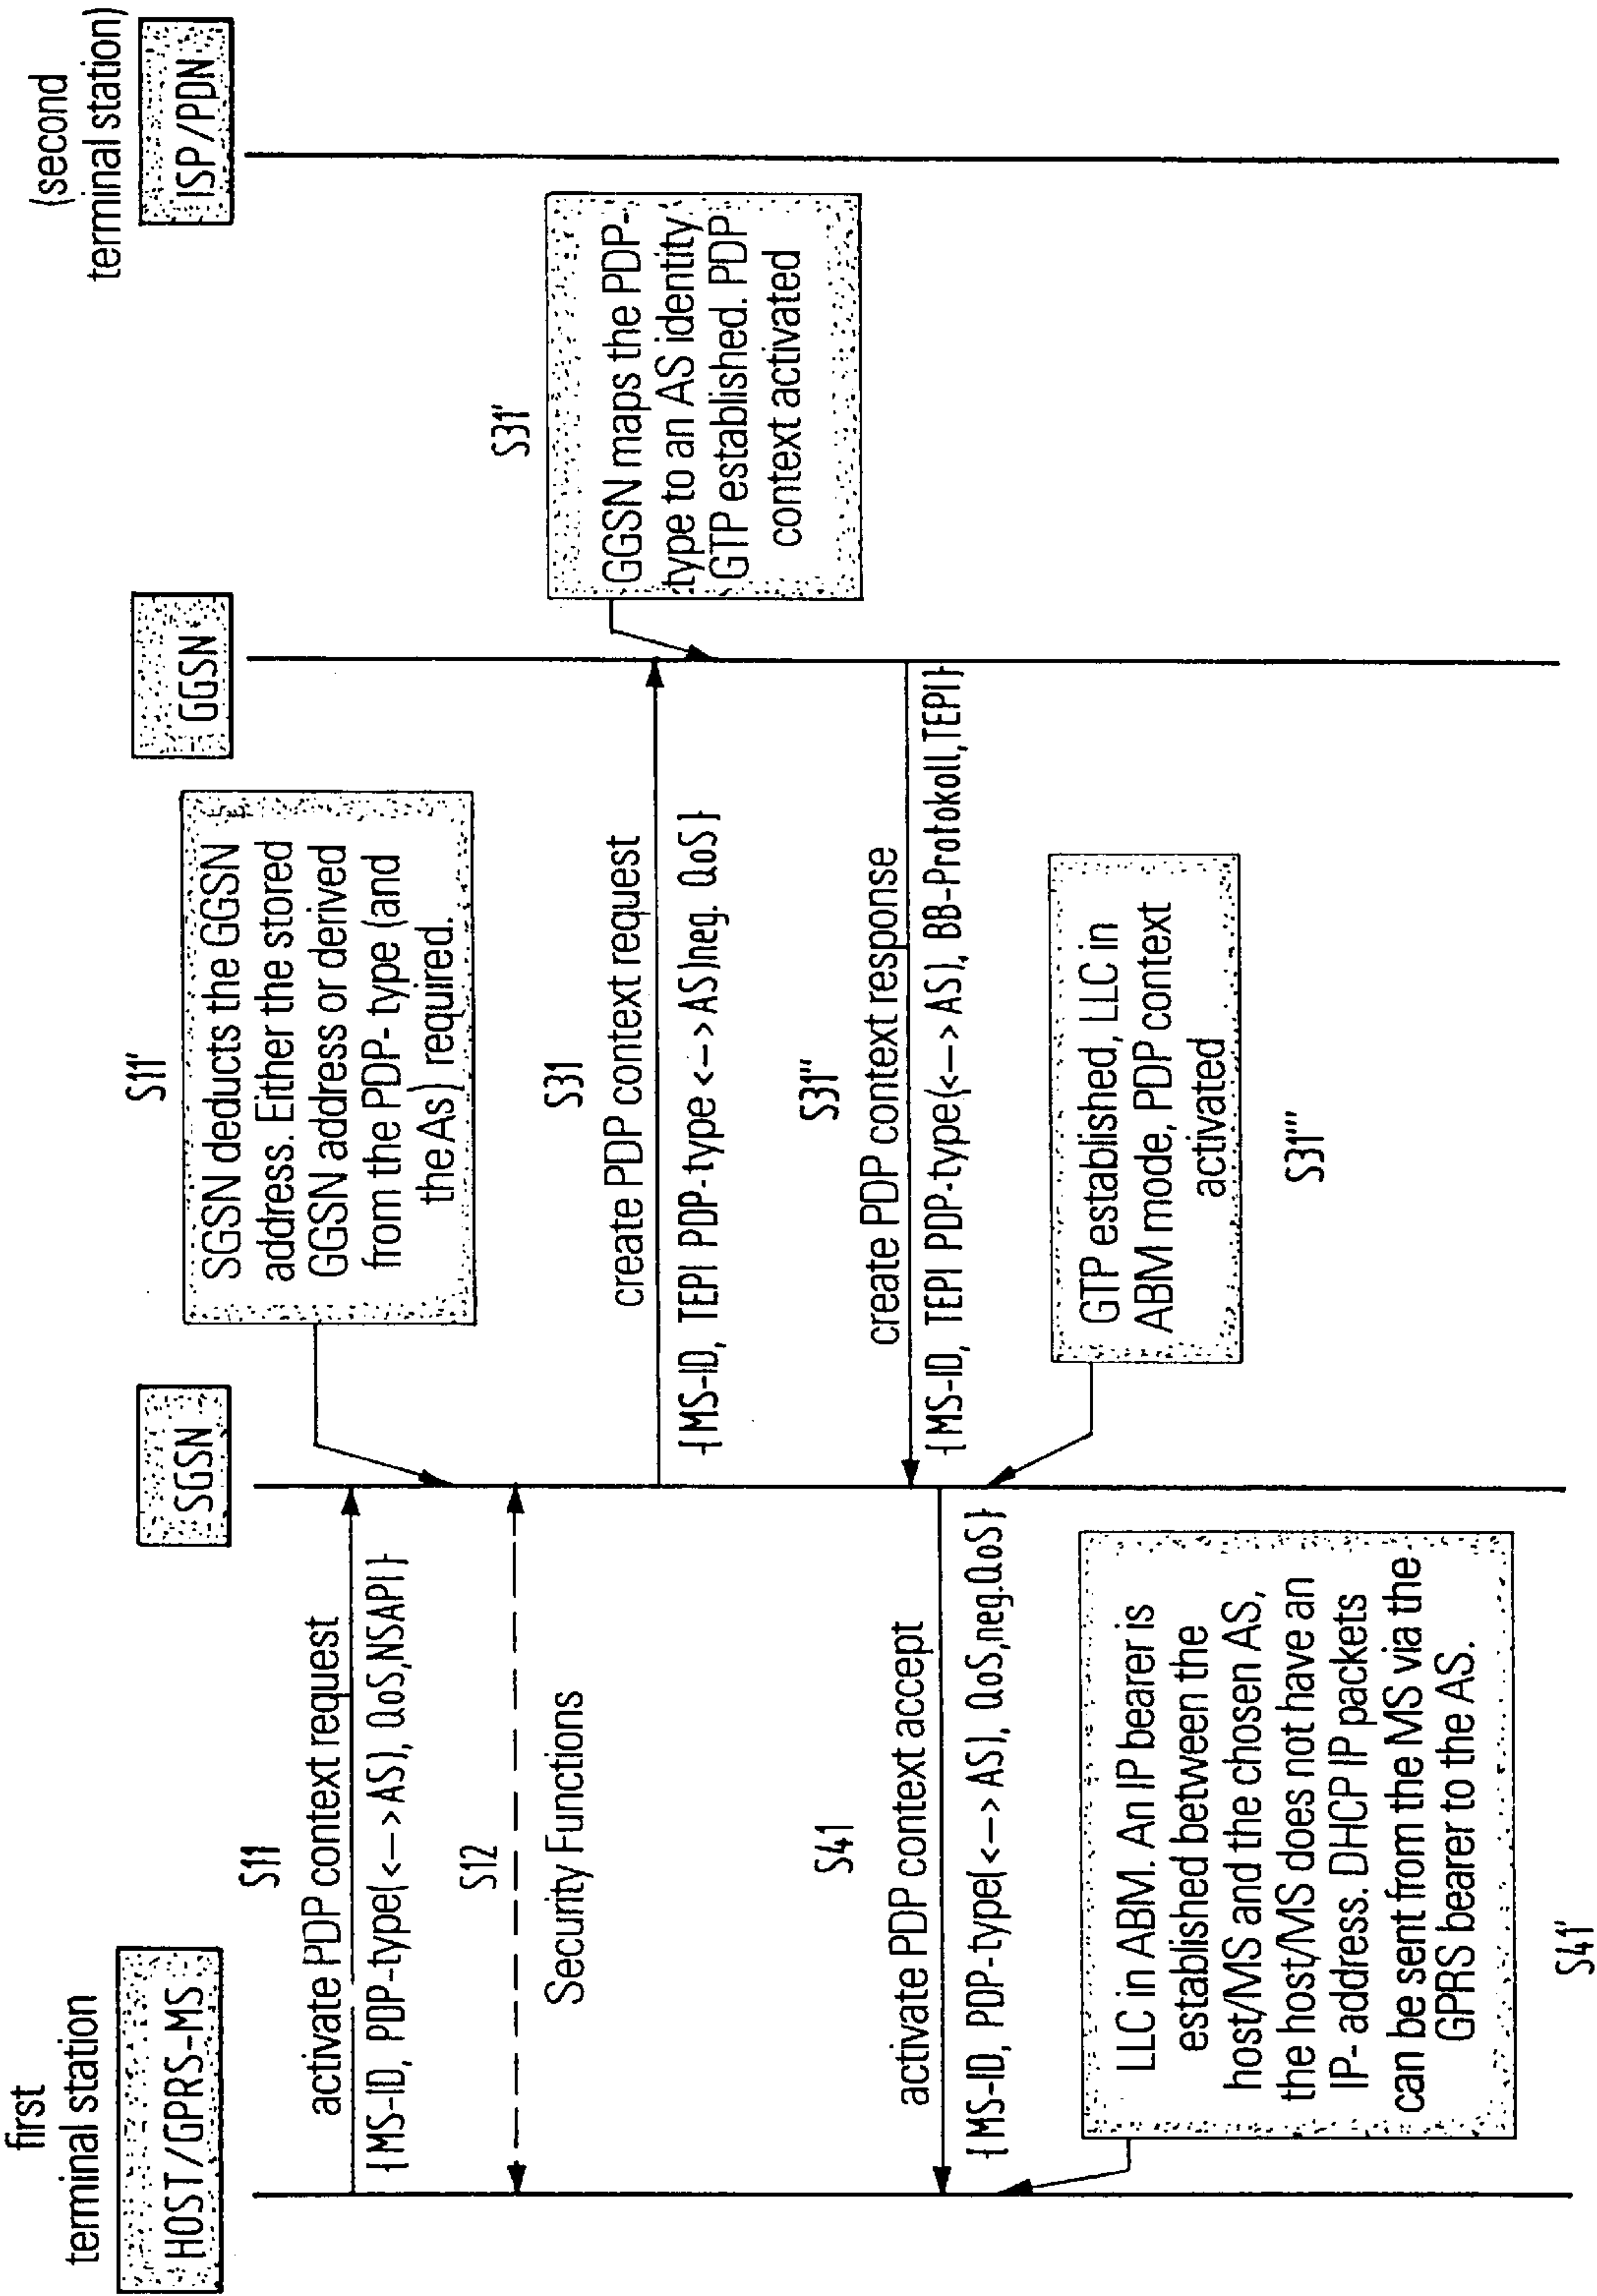 first
terminal station
HOST/GPRS-MS
SGSN
GGSN
(second
terminal station)
ISP/PDN
S11
activate PDP context request
{MS-ID, PDP-type(<-->AS), QoS,NSAPI}
S11'
SGSN deducts the GGSN
address. Either the stored
GGSN address or derived
from the PDP- type (and
the As) required.
S12
Security Functions
S31
create PDP context request
{MS-ID, TEPI PDP-type <-->AS)neg. QoS}
S31'
GGSN maps the PDP-
type to an AS identity
GTP established. PDP
context activated
S31"
create PDP context response
{MS-ID, TEPI PDP-type(<--> AS), BB-Protokoll,TEPI}
GTP established, LLC in
ABM mode, PDP context
activated
S31'''
S41
activate PDP context accept
{MS-ID, PDP-type(<--> AS), QoS,neg.QoS}
LLC in ABM. An IP bearer is
established between the
host/MS and the chosen AS,
the host/MS does not have an
IP- address. DHCP IP packets
can be sent from the MS via the
GPRS bearer to the AS.
S41'